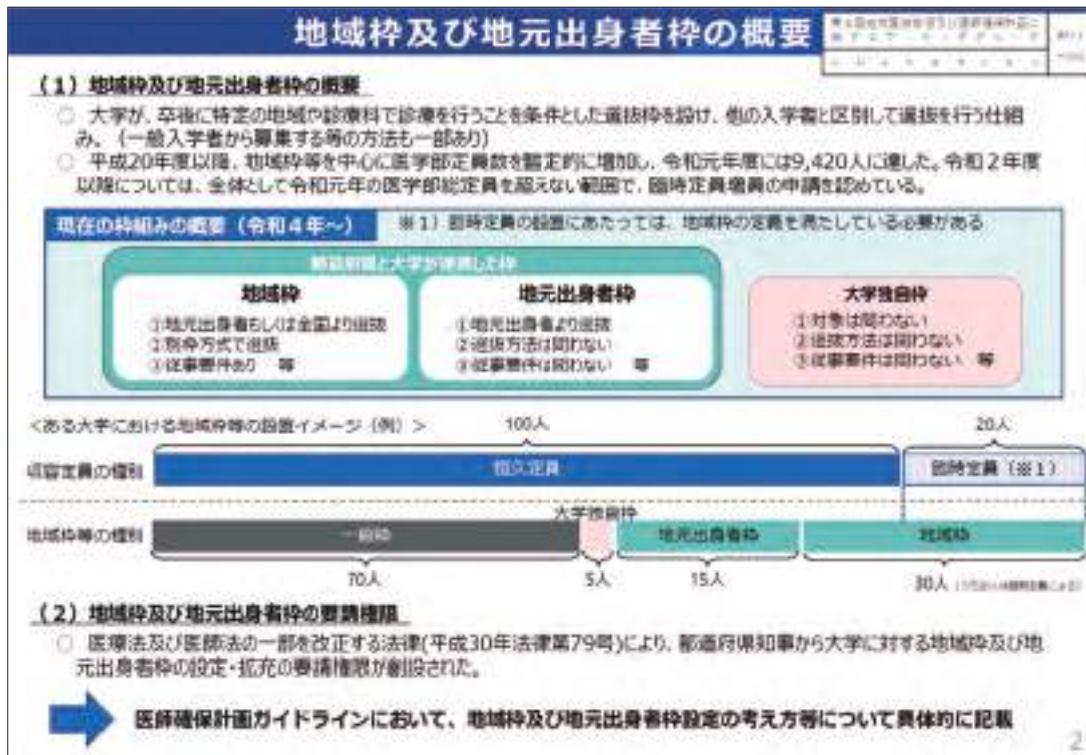 地域枠及び地元出身者枠の概要
（1）地域枠及び地元出身者枠の概要
○ 大学が、卒後に特定の地域や診療科で診療を行うことを条件とした選抜枠を設け、他の入学者と区別して選抜を行う仕組
み。（一般入学者から募集する等の方法も一部あり）
○ 平成20年度以降、地域枠等を中心に医学部定員数を暫定的に増加し、令和元年度には9,420人に達した。令和２年度
以降については、全体として令和元年の医学部総定員を超えない範囲で、臨時定員増員の申請を認めている。
現在の枠組みの概要（令和４年～）
※1）臨時定員の設置にあたっては、地域枠の定員を満たしている必要がある
都道府県と大学が連携した枠
地域枠
①地元出身者もしくは全国より選抜
②別枠方式で選抜
③従事要件あり 等
地元出身者枠
①地元出身者より選抜
②選抜方法は問わない
③従事要件は問わない 等
大学独自枠
①対象は問わない
②選抜方法は問わない
③従事要件は問わない 等
＜ある大学における地域枠等の設置イメージ（例）＞
100人
20人
収容定員の種別
恒久定員
臨時定員（※1）
大学独自枠
地域枠等の種別
一般枠
地元出身者枠
地域枠
70人
5人
15人
30人
（2）地域枠及び地元出身者枠の要請権限
○ 医療法及び医師法の一部を改正する法律(平成30年法律第79号)により、都道府県知事から大学に対する地域枠及び地
元出身者枠の設定・拡充の要請権限が創設された。
医師確保計画ガイドラインにおいて、地域枠及び地元出身者枠設定の考え方等について具体的に記載
2